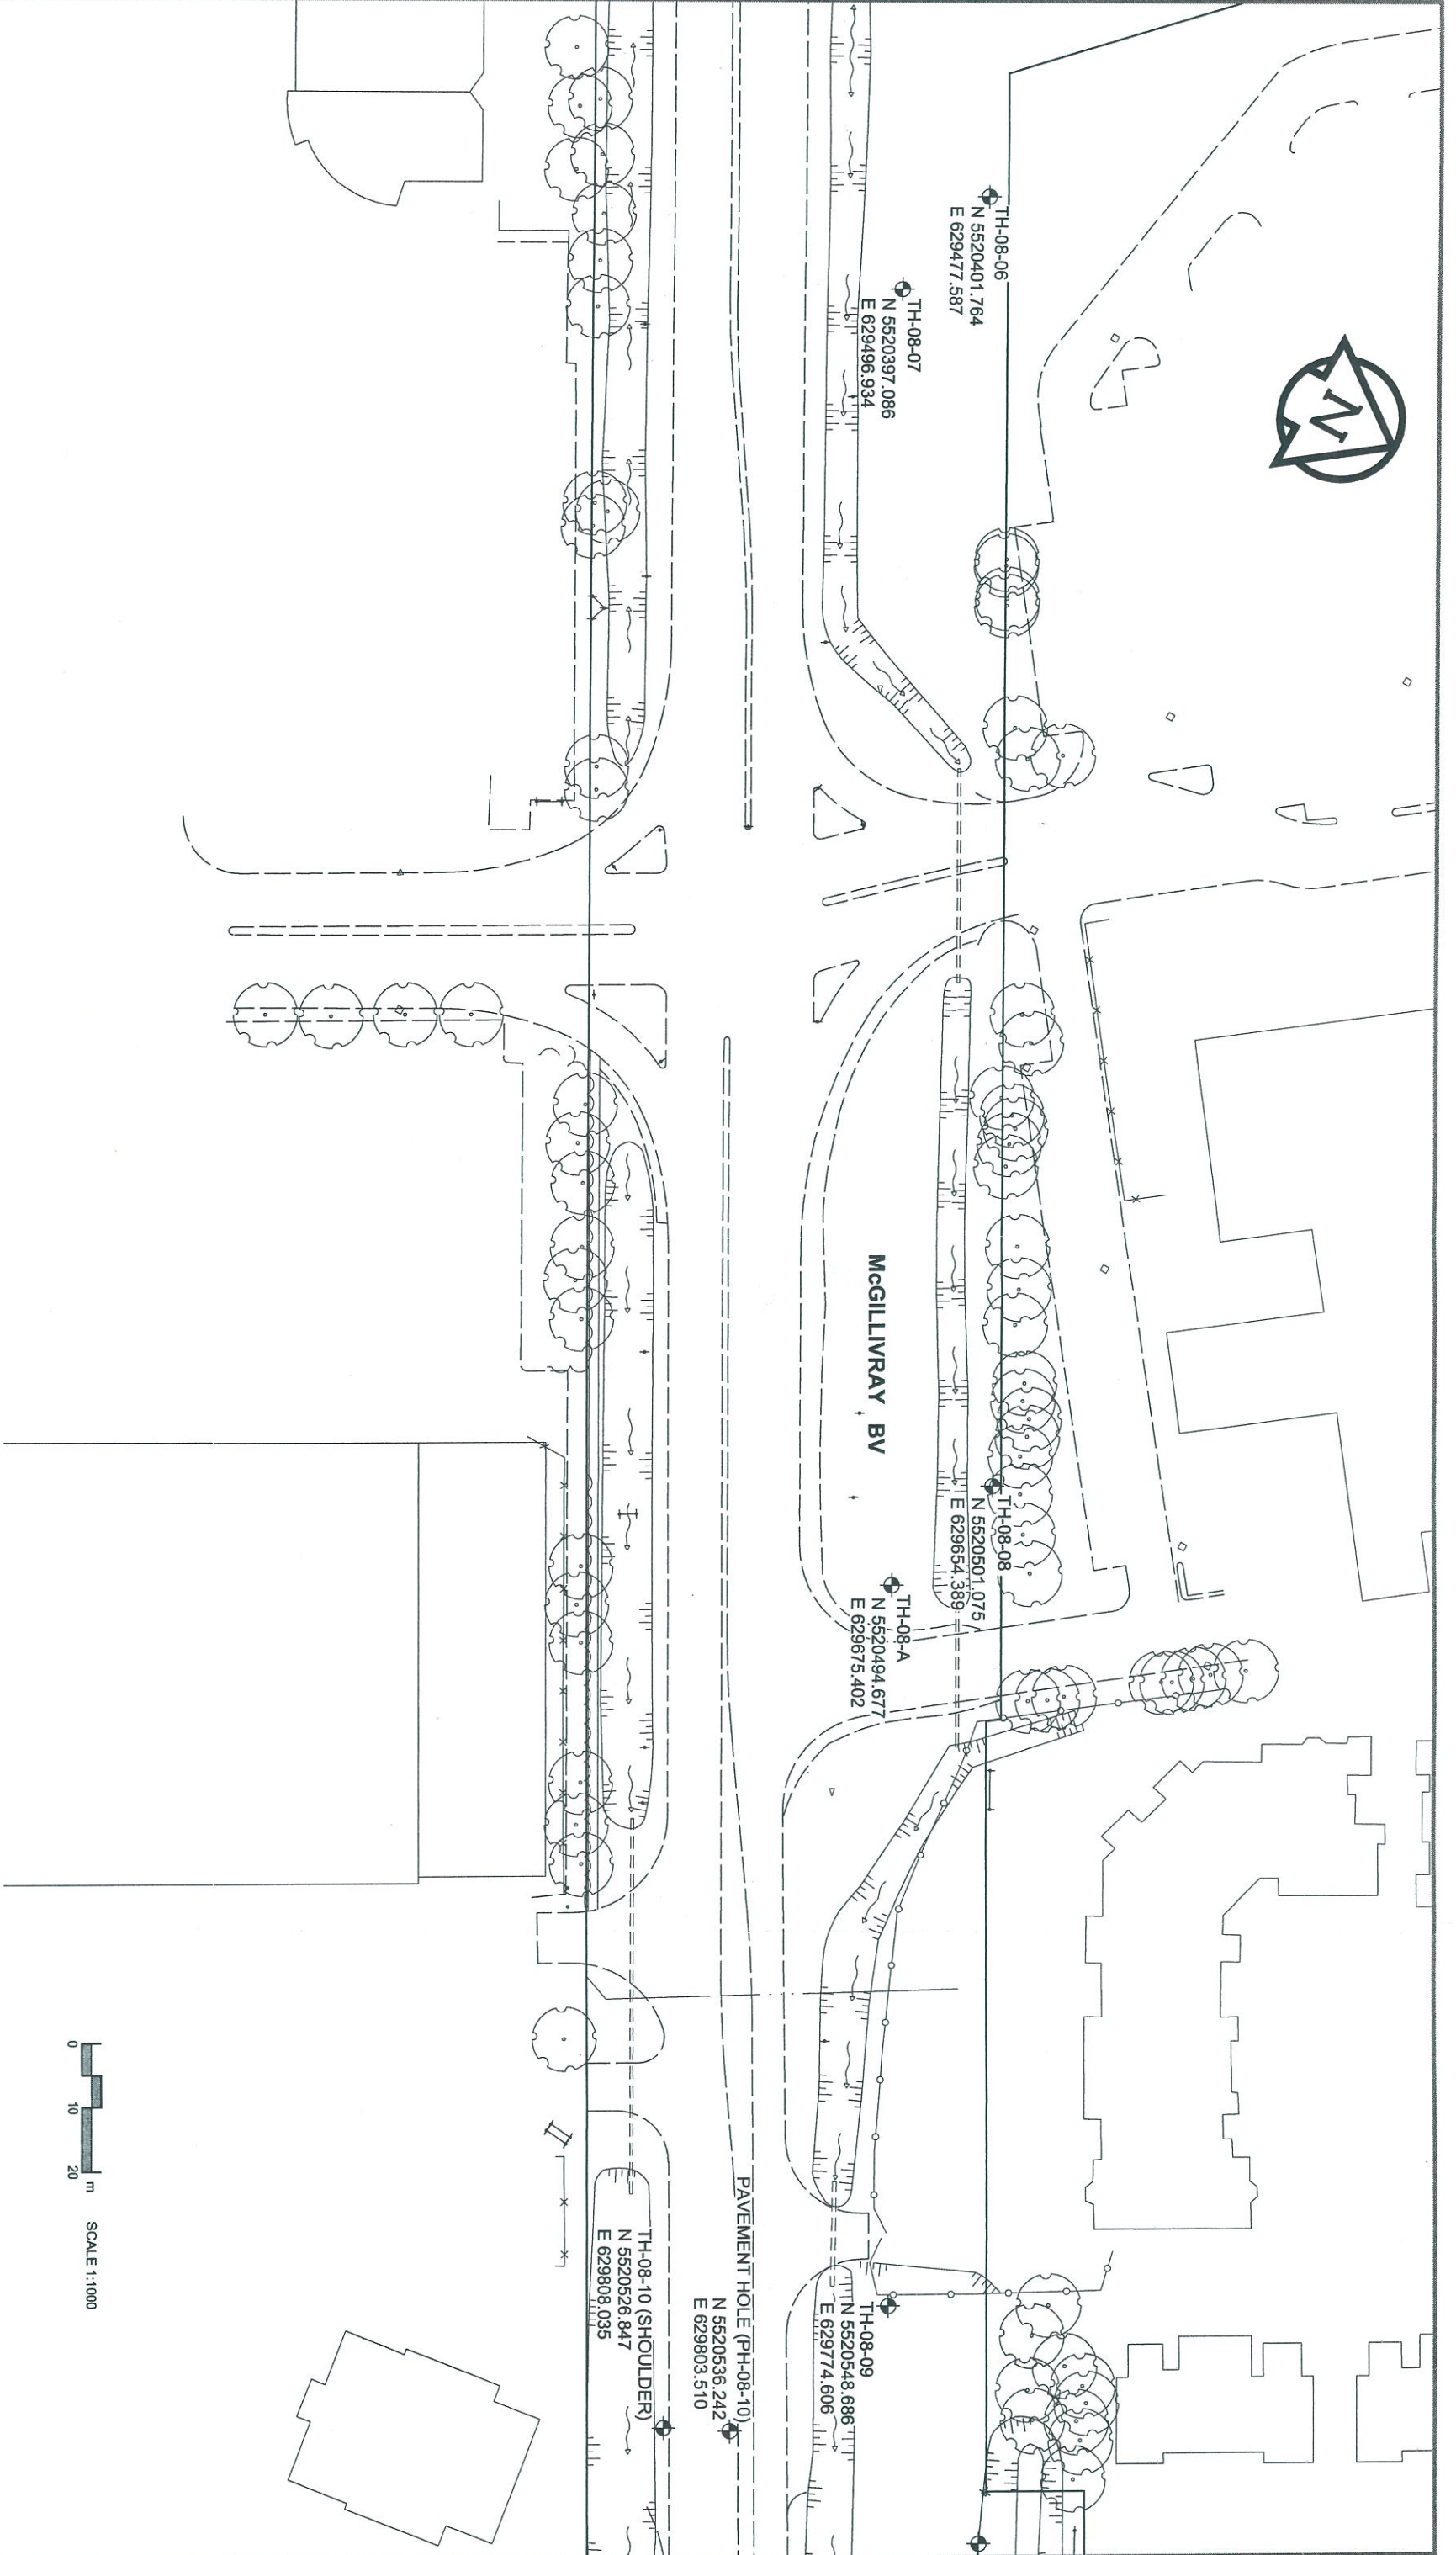 TH-08-06
N 5520401.764
E 629477.587
TH-08-07
N 5520397.086
E 629496.934
N
McGILLIVRAY BV
TH-08-08
N 5520501.075
E 629654.389
TH-08-A
N 5520494.677
E 629675.402
TH-08-09
N 5520548.686
E 629774.606
PAVEMENT HOLE (PH-08-10)
N 5520536.242
E 629803.510
TH-08-10 (SHOULDER)
N 5520526.847
E 629808.035
0 10 20 m SCALE 1:1000